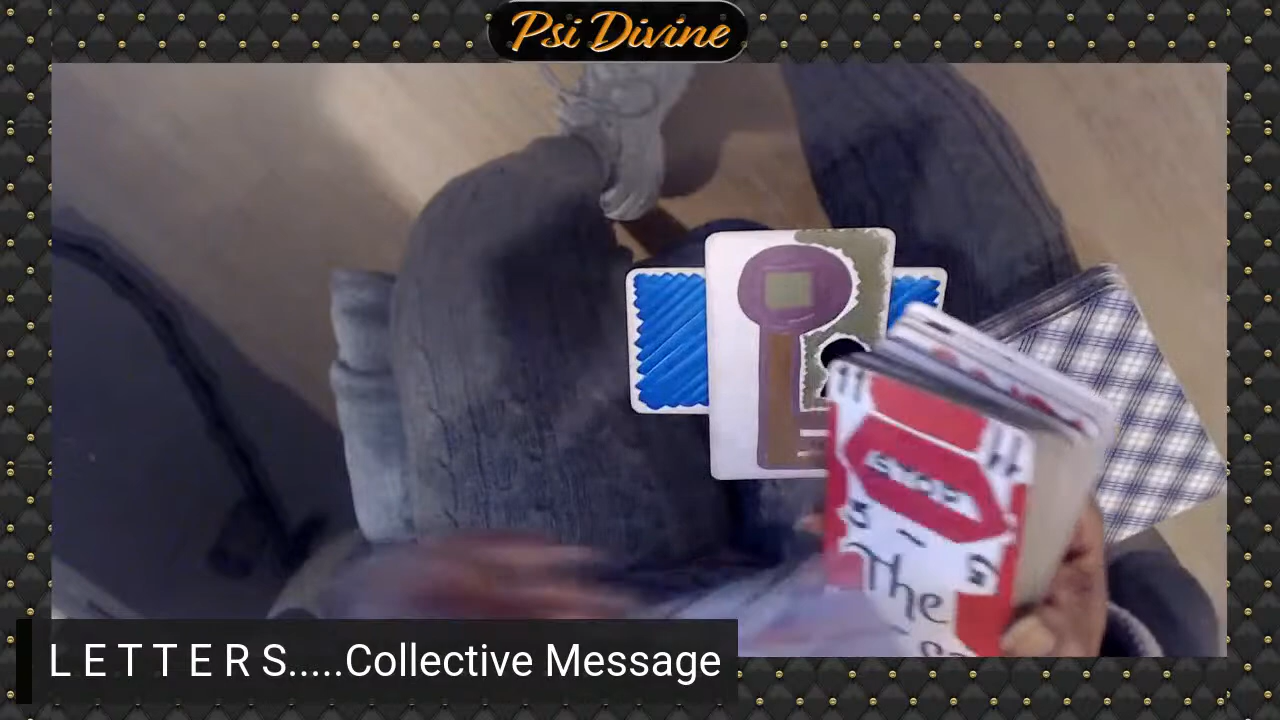 Psi Divine
The
L E T T E R S.....Collective Message